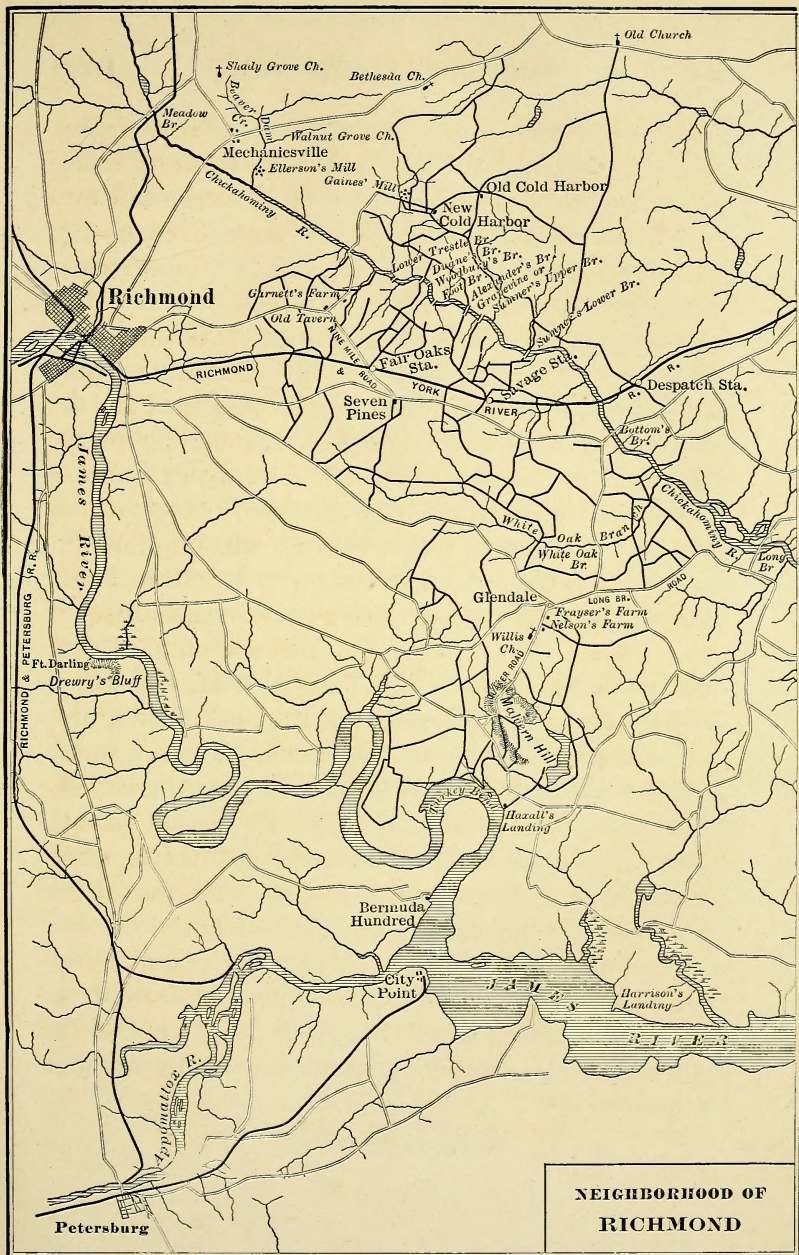 Old Church
Shady Grove Ch.
Bethesda Ch.
Beaver Dam
Cr.
Meadow
Br.
Walnut Grove Ch.
Mechanicsville
Ellerson's Mill
Gaines' Mill
Old Cold Harbor
Chickahominy R.
New
Cold Harbor
Lower Trestle Br.
Duane's Br.
Woodbury's Br.
Foot Br.
Alexander's Br.
Grapevine or
Sumner's Upper Br.
Sumner's Lower Br.
Richmond
Garnett's Farm
Old Tavern
NINE MILE ROAD
Fair Oaks
Sta.
Savage Sta.
RICHMOND & YORK RIVER R. R.
Despatch Sta.
Seven
Pines
Bottom's
Br.
James River
Chickahominy R.
White Oak Branch
White Oak
Br.
Long
Br
Glendale
LONG BR. ROAD
Frayser's Farm
Nelson's Farm
Willis
Ch.
QUAKER ROAD
RICHMOND & PETERSBURG R.R.
Ft. Darling
Drewry's Bluff
Malvern Hill
Turkey Bend
Haxall's
Landing
Bermuda
Hundred
City
Point
JAMES
RIVER
Harrison's
Landing
Appomattox R.
Petersburg
NEIGHBORHOOD OF
RICHMOND